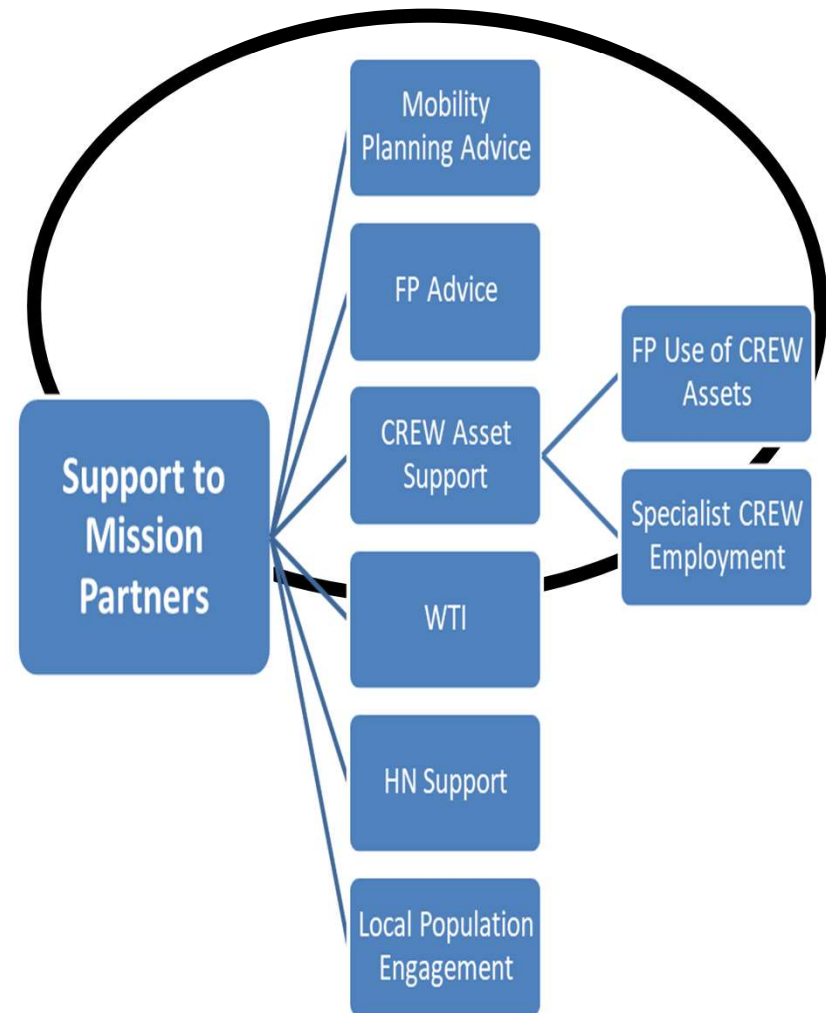 Support to
Mission
Partners
Mobility
Planning Advice
FP Advice
CREW Asset
Support
FP Use of CREW
Assets
Specialist CREW
Employment
WTI
HN Support
Local Population
Engagement